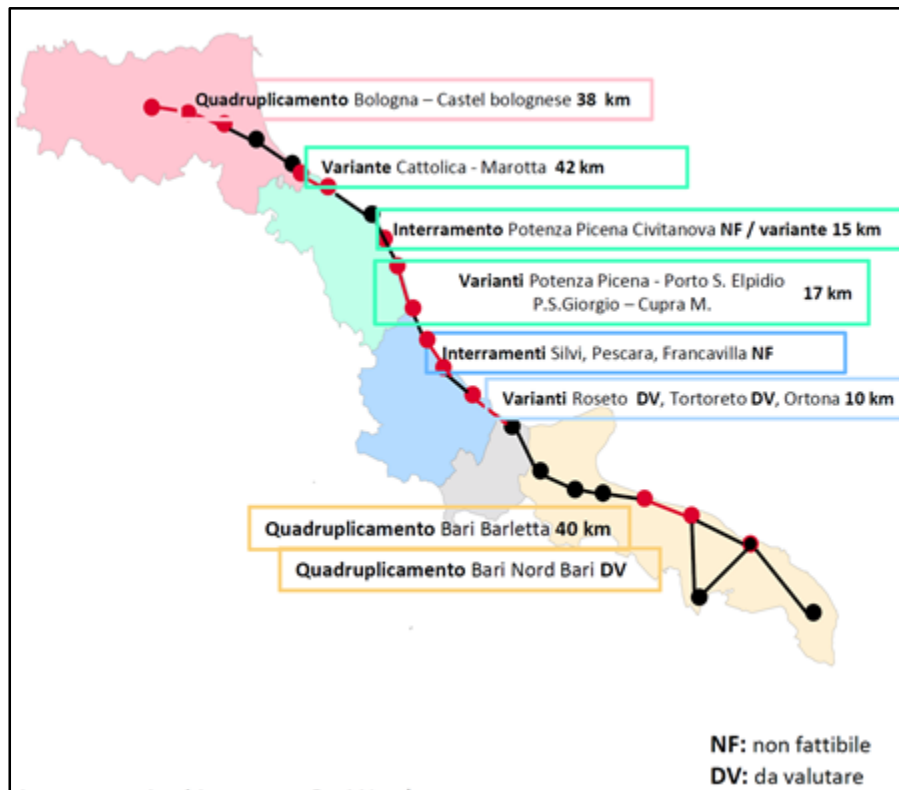 Quadruplicamento Bologna – Castel bolognese 38 km
Variante Cattolica - Marotta 42 km
Interramento Potenza Picena Civitanova NF / variante 15 km
Varianti Potenza Picena - Porto S. Elpidio
P.S.Giorgio – Cupra M.
17 km
Interramenti Silvi, Pescara, Francavilla NF
Varianti Roseto DV, Tortoreto DV, Ortona 10 km
Quadruplicamento Bari Barletta 40 km
Quadruplicamento Bari Nord Bari DV
NF: non fattibile
DV: da valutare